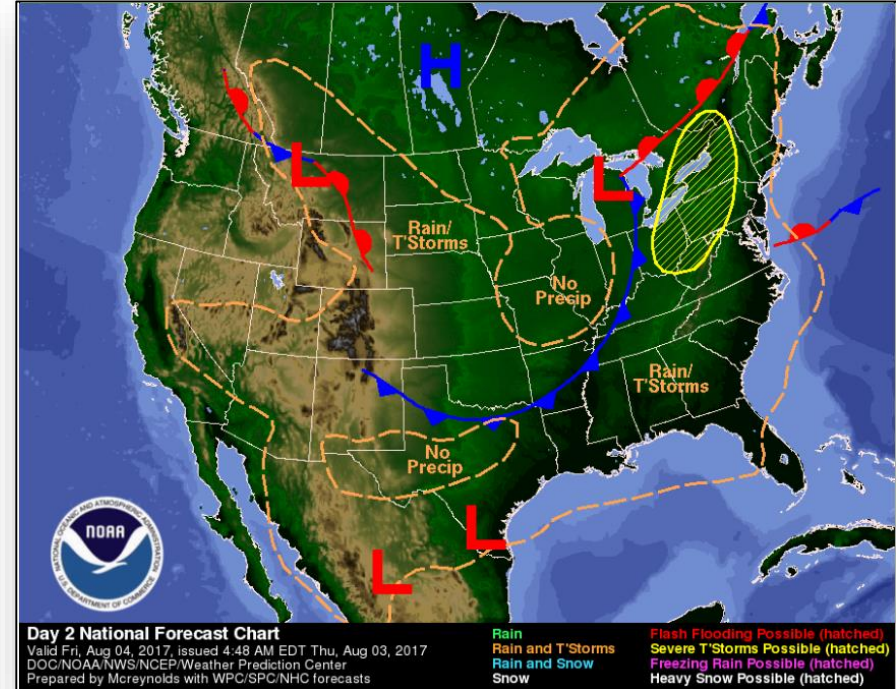 H
L
L
Rain/
T'Storms
No
Precip
Rain/
T'Storms
No
Precip
L
L
NATIONAL OCEANIC AND ATMOSPHERIC ADMINISTRATION
NOAA
U.S. DEPARTMENT OF COMMERCE
Day 2 National Forecast Chart
Valid Fri, Aug 04, 2017, issued 4:48 AM EDT Thu, Aug 03, 2017
DOC/NOAA/NWS/NCEP/Weather Prediction Center
Prepared by Mcreynolds with WPC/SPC/NHC forecasts
Rain
Rain and T'Storms
Rain and Snow
Snow
Flash Flooding Possible (hatched)
Severe T'Storms Possible (hatched)
Freezing Rain Possible (hatched)
Heavy Snow Possible (hatched)